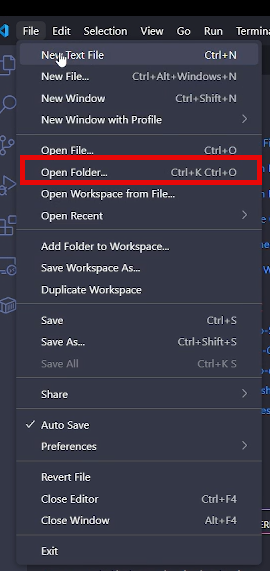 File Edit Selection View Go Run Termina
New Text File Ctrl+N
New File... Ctrl+Alt+Windows+N
New Window Ctrl+Shift+N
New Window with Profile
Open File... Ctrl+O
Open Folder... Ctrl+K Ctrl+O
Open Workspace from File...
Open Recent
Add Folder to Workspace...
Save Workspace As...
Duplicate Workspace
Save Ctrl+S
Save As... Ctrl+Shift+S
Save All Ctrl+K S
Share
Auto Save
Preferences
Revert File
Close Editor Ctrl+F4
Close Window Alt+F4
Exit